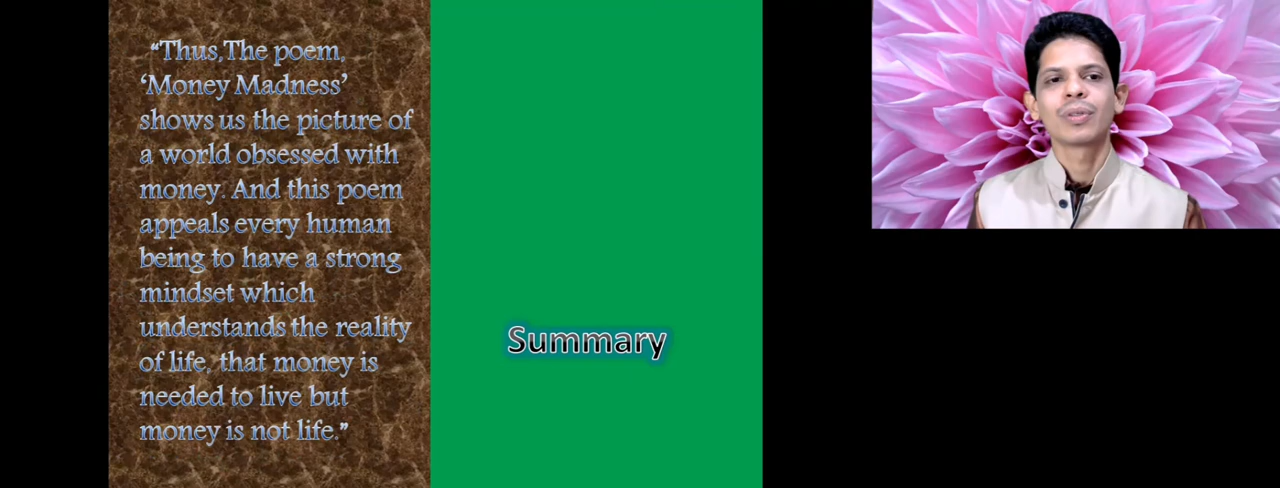 “Thus,The poem,
‘Money Madness’
shows us the picture of
a world obsessed with
money. And this poem
appeals every human
being to have a strong
mindset which
understands the reality
of life, that money is
needed to live but
money is not life.”
Summary